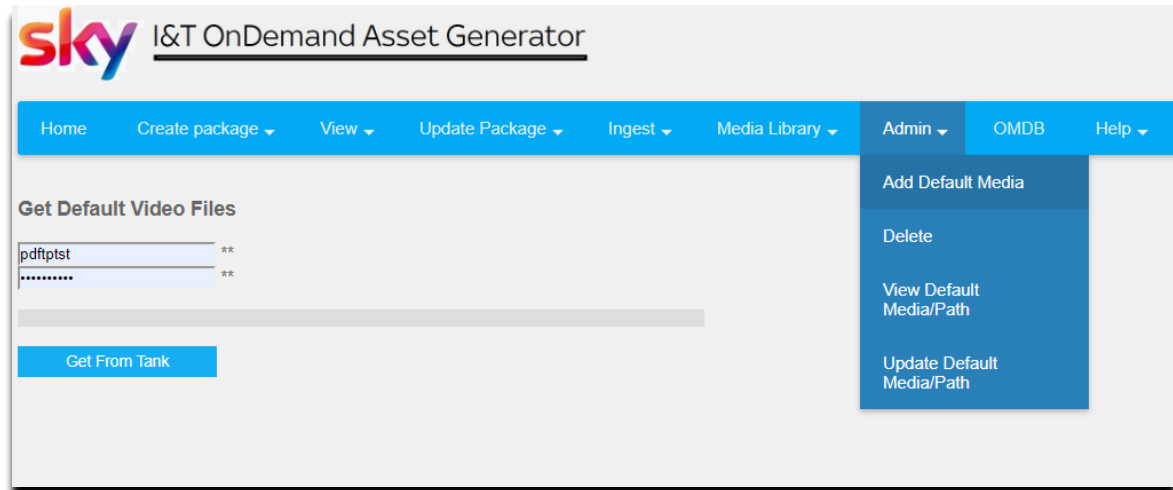 sky I&T OnDemand Asset Generator
Home Create package View Update Package Ingest Media Library Admin OMDB Help
Add Default Media
Delete
View Default
Media/Path
Update Default
Media/Path
Get Default Video Files
pdftptst **
•••••••••• **
Get From Tank